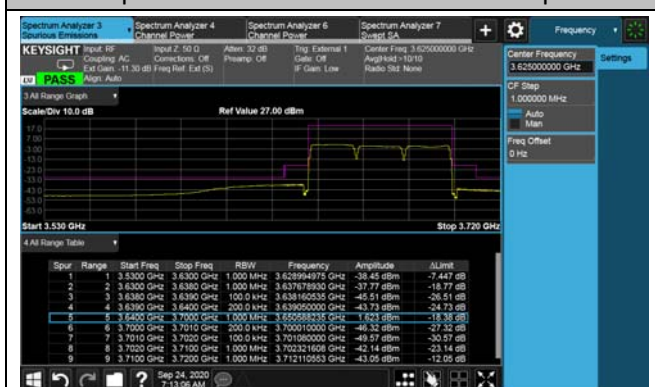 Spectrum Analyzer 3
Spurious Emissions
Spectrum Analyzer 4
Channel Power
Spectrum Analyzer 6
Channel Power
Spectrum Analyzer 7
Swept SA
Frequency
KEYSIGHT Input: RF
Coupling: AC
Ext Gain: -11.30 dB
Align: Auto
Input Z: 50 Ω
Corrections: Off
Freq Ref: Ext (S)
Atten: 32 dB
Preamp: Off
Trig: External 1
Gate: Off
IF Gain: Low
Center Freq: 3.625000000 GHz
Avg|Hold:>10/10
Radio Std: None
PASS
Center Frequency
3.625000000 GHz
Settings
CF Step
1.000000 MHz
Auto
Man
Freq Offset
0 Hz
3 All Range Graph
Scale/Div 10.0 dB
Ref Value 27.00 dBm
17.0
7.00
-3.00
-13.0
-23.0
-33.0
-43.0
-53.0
-63.0
Start 3.530 GHz
Stop 3.720 GHz
4 All Range Table
Spur Range Start Freq Stop Freq RBW Frequency Amplitude ΔLimit
1 1 3.5300 GHz 3.6300 GHz 1.000 MHz 3.628994975 GHz -38.45 dBm -7.447 dB
2 2 3.6300 GHz 3.6380 GHz 1.000 MHz 3.637678930 GHz -37.77 dBm -18.77 dB
3 3 3.6380 GHz 3.6390 GHz 100.0 kHz 3.638160535 GHz -45.51 dBm -26.51 dB
4 4 3.6390 GHz 3.6400 GHz 200.0 kHz 3.639050000 GHz -43.73 dBm -24.73 dB
5 5 3.6400 GHz 3.7000 GHz 1.000 MHz 3.650588235 GHz 1.623 dBm -18.38 dB
6 6 3.7000 GHz 3.7010 GHz 200.0 kHz 3.700010000 GHz -46.32 dBm -27.32 dB
7 7 3.7010 GHz 3.7020 GHz 100.0 kHz 3.701080000 GHz -49.57 dBm -30.57 dB
8 8 3.7020 GHz 3.7100 GHz 1.000 MHz 3.702321608 GHz -42.14 dBm -23.14 dB
9 9 3.7100 GHz 3.7200 GHz 1.000 MHz 3.712110553 GHz -43.05 dBm -12.05 dB
Sep 24, 2020
7:13:06 AM